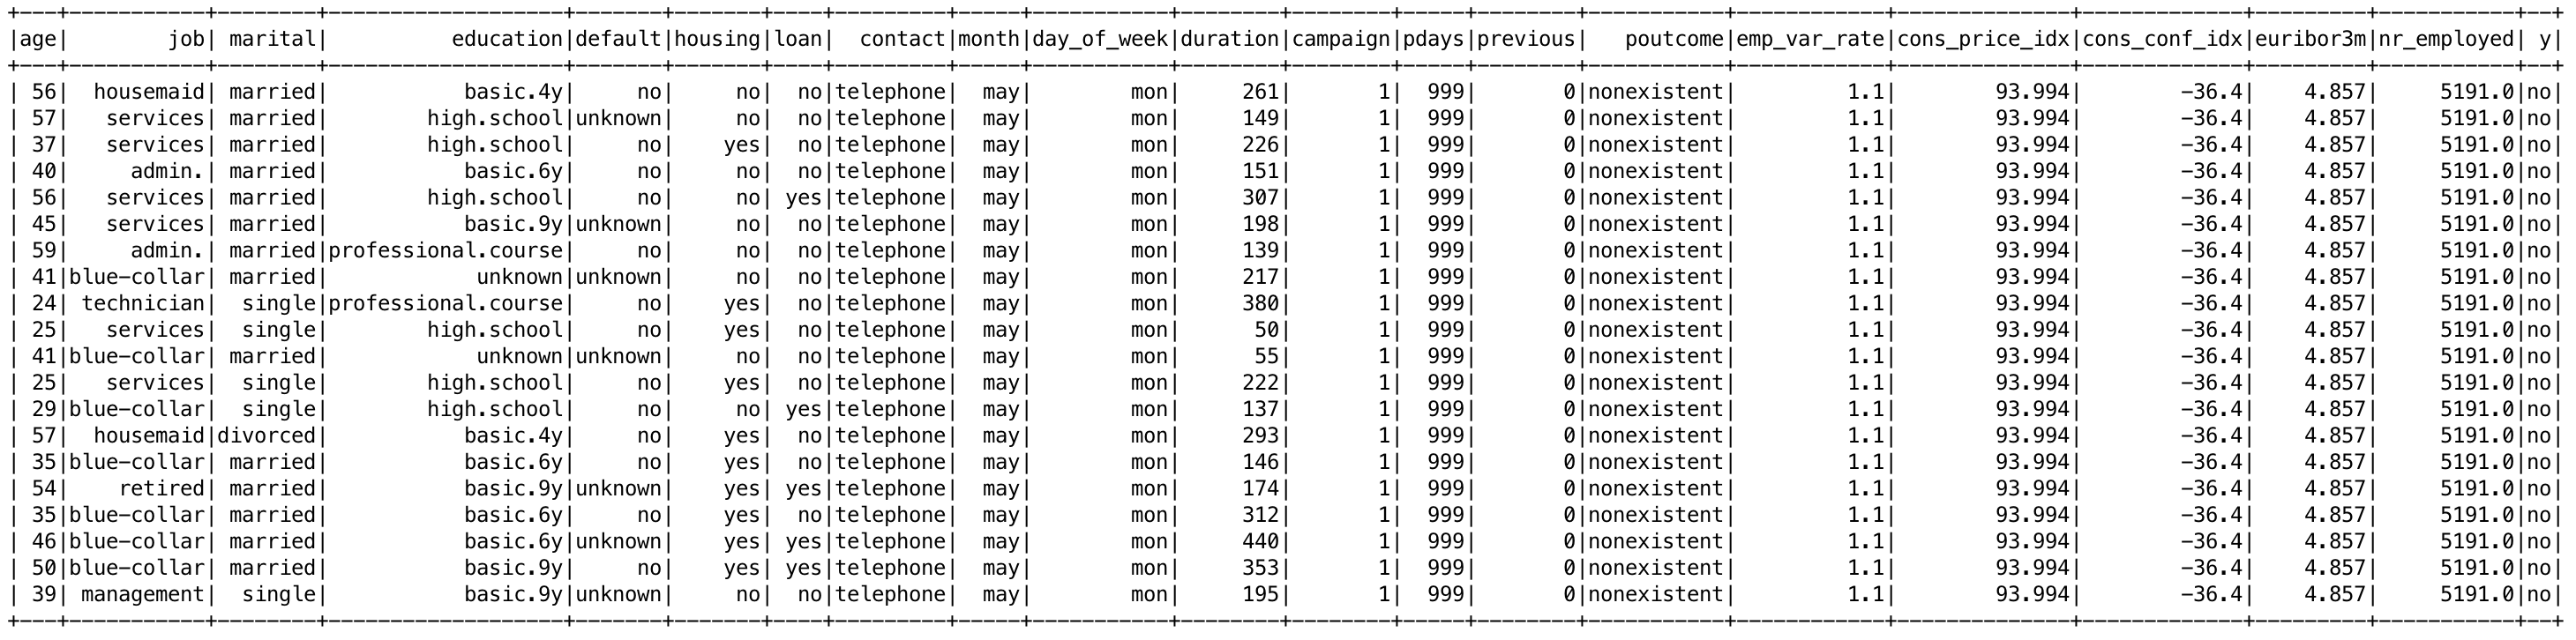 +---+-----------+--------+-------------------+-------+-------+----+---------+-----+-----------+--------+--------+-----+--------+-----------+------------+--------------+-------------+---------+-----------+--+
|age|        job| marital|          education|default|housing|loan|  contact|month|day_of_week|duration|campaign|pdays|previous|   poutcome|emp_var_rate|cons_price_idx|cons_conf_idx|euribor3m|nr_employed| y|
+---+-----------+--------+-------------------+-------+-------+----+---------+-----+-----------+--------+--------+-----+--------+-----------+------------+--------------+-------------+---------+-----------+--+
| 56|  housemaid| married|           basic.4y|     no|     no|  no|telephone|  may|        mon|     261|       1|  999|       0|nonexistent|         1.1|        93.994|        -36.4|    4.857|     5191.0|no|
| 57|   services| married|        high.school|unknown|     no|  no|telephone|  may|        mon|     149|       1|  999|       0|nonexistent|         1.1|        93.994|        -36.4|    4.857|     5191.0|no|
| 37|   services| married|        high.school|     no|    yes|  no|telephone|  may|        mon|     226|       1|  999|       0|nonexistent|         1.1|        93.994|        -36.4|    4.857|     5191.0|no|
| 40|     admin.| married|           basic.6y|     no|     no|  no|telephone|  may|        mon|     151|       1|  999|       0|nonexistent|         1.1|        93.994|        -36.4|    4.857|     5191.0|no|
| 56|   services| married|        high.school|     no|     no| yes|telephone|  may|        mon|     307|       1|  999|       0|nonexistent|         1.1|        93.994|        -36.4|    4.857|     5191.0|no|
| 45|   services| married|           basic.9y|unknown|     no|  no|telephone|  may|        mon|     198|       1|  999|       0|nonexistent|         1.1|        93.994|        -36.4|    4.857|     5191.0|no|
| 59|     admin.| married|professional.course|     no|     no|  no|telephone|  may|        mon|     139|       1|  999|       0|nonexistent|         1.1|        93.994|        -36.4|    4.857|     5191.0|no|
| 41|blue-collar| married|            unknown|unknown|     no|  no|telephone|  may|        mon|     217|       1|  999|       0|nonexistent|         1.1|        93.994|        -36.4|    4.857|     5191.0|no|
| 24| technician|  single|professional.course|     no|    yes|  no|telephone|  may|        mon|     380|       1|  999|       0|nonexistent|         1.1|        93.994|        -36.4|    4.857|     5191.0|no|
| 25|   services|  single|        high.school|     no|    yes|  no|telephone|  may|        mon|      50|       1|  999|       0|nonexistent|         1.1|        93.994|        -36.4|    4.857|     5191.0|no|
| 41|blue-collar| married|            unknown|unknown|     no|  no|telephone|  may|        mon|      55|       1|  999|       0|nonexistent|         1.1|        93.994|        -36.4|    4.857|     5191.0|no|
| 25|   services|  single|        high.school|     no|    yes|  no|telephone|  may|        mon|     222|       1|  999|       0|nonexistent|         1.1|        93.994|        -36.4|    4.857|     5191.0|no|
| 29|blue-collar|  single|        high.school|     no|     no| yes|telephone|  may|        mon|     137|       1|  999|       0|nonexistent|         1.1|        93.994|        -36.4|    4.857|     5191.0|no|
| 57|  housemaid|divorced|           basic.4y|     no|    yes|  no|telephone|  may|        mon|     293|       1|  999|       0|nonexistent|         1.1|        93.994|        -36.4|    4.857|     5191.0|no|
| 35|blue-collar| married|           basic.6y|     no|    yes|  no|telephone|  may|        mon|     146|       1|  999|       0|nonexistent|         1.1|        93.994|        -36.4|    4.857|     5191.0|no|
| 54|    retired| married|           basic.9y|unknown|    yes| yes|telephone|  may|        mon|     174|       1|  999|       0|nonexistent|         1.1|        93.994|        -36.4|    4.857|     5191.0|no|
| 35|blue-collar| married|           basic.6y|     no|    yes|  no|telephone|  may|        mon|     312|       1|  999|       0|nonexistent|         1.1|        93.994|        -36.4|    4.857|     5191.0|no|
| 46|blue-collar| married|           basic.6y|unknown|    yes| yes|telephone|  may|        mon|     440|       1|  999|       0|nonexistent|         1.1|        93.994|        -36.4|    4.857|     5191.0|no|
| 50|blue-collar| married|           basic.9y|     no|    yes| yes|telephone|  may|        mon|     353|       1|  999|       0|nonexistent|         1.1|        93.994|        -36.4|    4.857|     5191.0|no|
| 39| management|  single|           basic.9y|unknown|     no|  no|telephone|  may|        mon|     195|       1|  999|       0|nonexistent|         1.1|        93.994|        -36.4|    4.857|     5191.0|no|
+---+-----------+--------+-------------------+-------+-------+----+---------+-----+-----------+--------+--------+-----+--------+-----------+------------+--------------+-------------+---------+-----------+--+